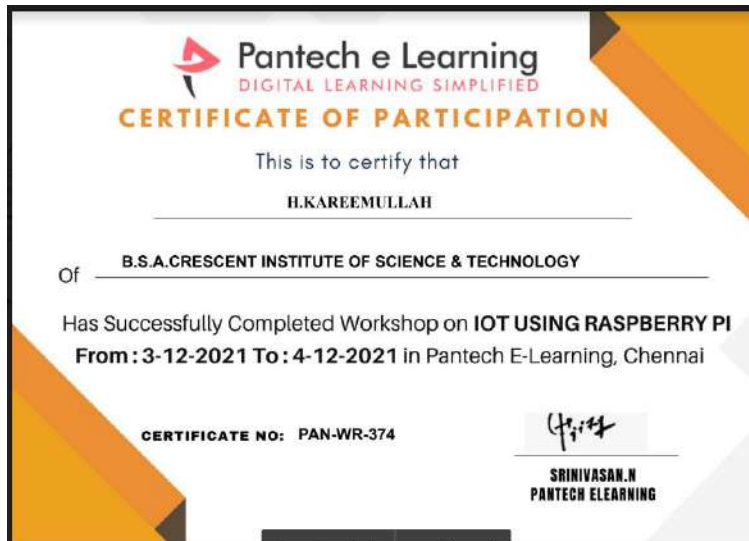 Pantech e Learning
DIGITAL LEARNING SIMPLIFIED
CERTIFICATE OF PARTICIPATION
This is to certify that
H.KAREEMULLAH
Of B.S.A.CRESCENT INSTITUTE OF SCIENCE & TECHNOLOGY
Has Successfully Completed Workshop on IOT USING RASPBERRY PI
From : 3-12-2021 To : 4-12-2021 in Pantech E-Learning, Chennai
CERTIFICATE NO: PAN-WR-374
SRINIVASAN.N
PANTECH ELEARNING